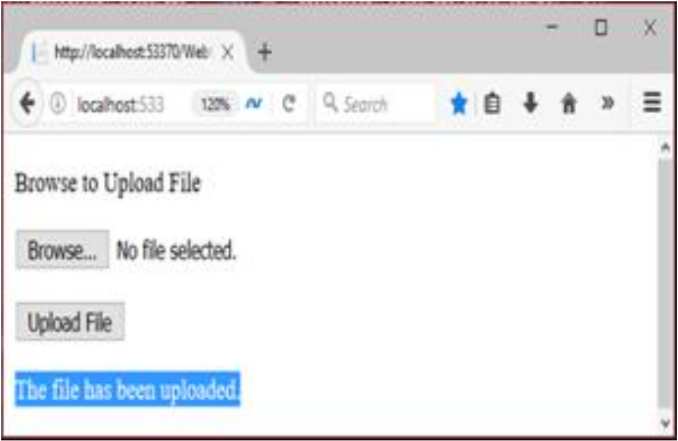 http://localhost:53370/Web
localhost:533 120% Search
Browse to Upload File
Browse... No file selected.
Upload File
The file has been uploaded.